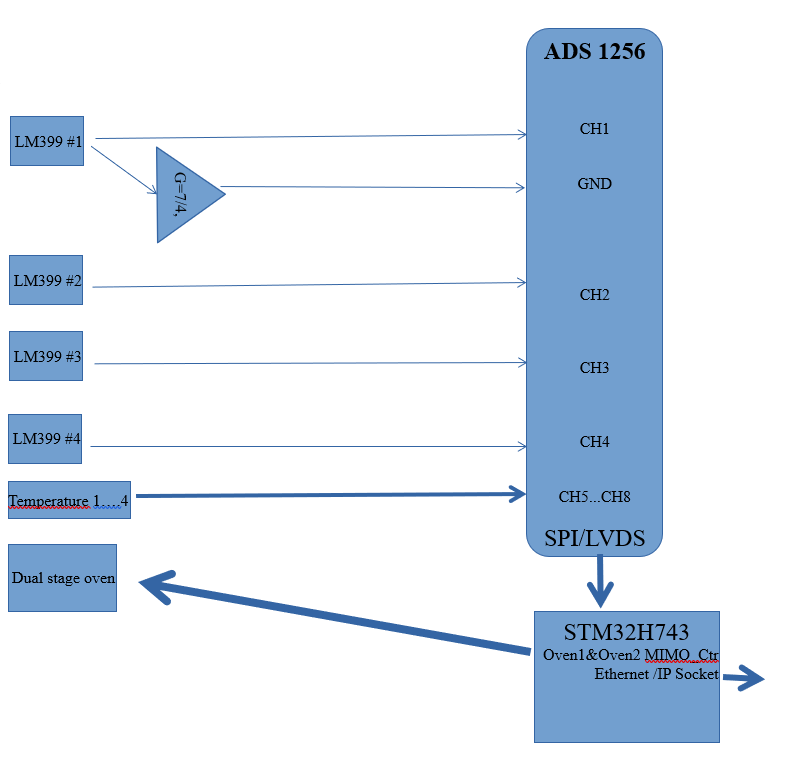 ADS 1256
CH1
LM399 #1
G=7/4,
GND
LM399 #2
CH2
LM399 #3
CH3
LM399 #4
CH4
Temperature 1….4
CH5...CH8
SPI/LVDS
Dual stage oven
STM32H743
Oven1&Oven2 MIMO_Ctr
Ethernet /IP Socket